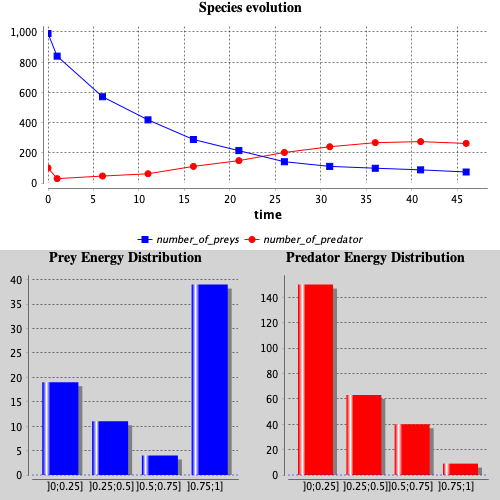 Species evolution
1,000
800
600
400
200
0
0 5 10 15 20 25 30 35 40 45
time
number_of_preys number_of_predator
Prey Energy Distribution
40
35
30
25
20
15
10
5
0
]0;0.25] ]0.25;0.5] ]0.5;0.75] ]0.75;1]
Predator Energy Distribution
140
120
100
80
60
40
20
0
]0;0.25] ]0.25;0.5] ]0.5;0.75] ]0.75;1]